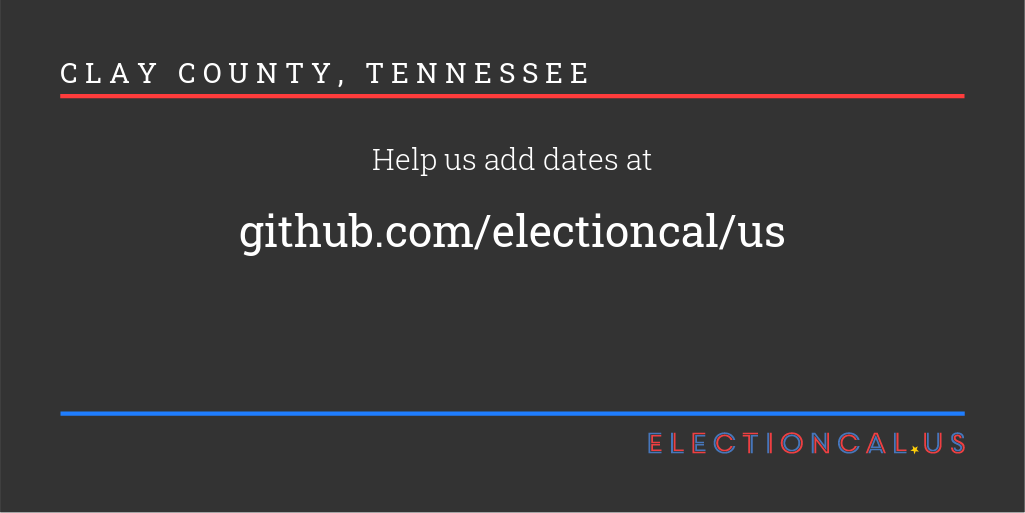 CLAY COUNTY, TENNESSEE
Help us add dates at
github.com/electioncal/us
ELECTIONCAL.US